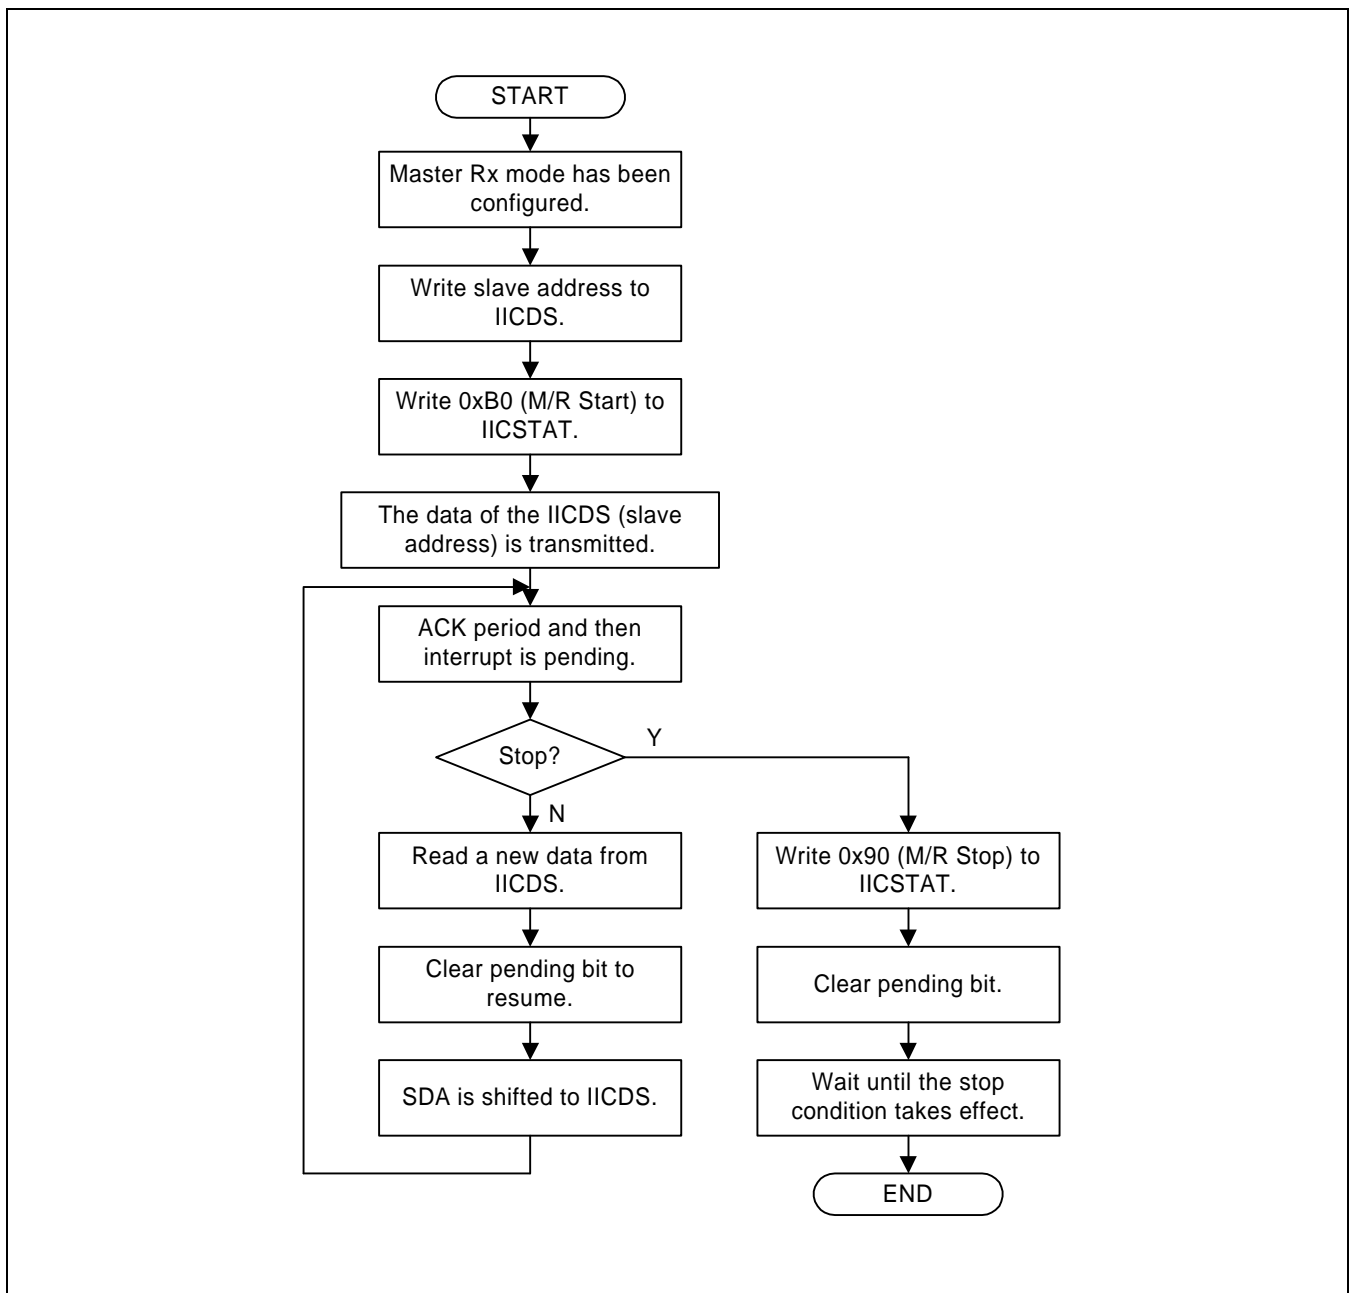 START
Master Rx mode has been
configured.
Write slave address to
IICDS.
Write 0xB0 (M/R Start) to
IICSTAT.
The data of the IICDS (slave
address) is transmitted.
ACK period and then
interrupt is pending.
Stop?
Y
N
Read a new data from
IICDS.
Clear pending bit to
resume.
SDA is shifted to IICDS.
Write 0x90 (M/R Stop) to
IICSTAT.
Clear pending bit.
Wait until the stop
condition takes effect.
END